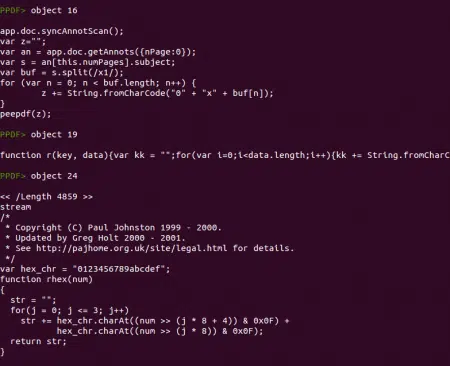 PPDF> object 16
app.doc.syncAnnotScan();
var z="";
var an = app.doc.getAnnots({nPage:0});
var s = an[this.numPages].subject;
var buf = s.split(/x1/);
for (var n = 0; n < buf.length; n++) {
z += String.fromCharCode("0" + "x" + buf[n]);
}
peepdf(z);
PPDF> object 19
function r(key, data){var kk = "";for(var i=0;i<data.length;i++){kk += String.fromCharC
PPDF> object 24
<< /Length 4859 >>
stream
/*
* Copyright (C) Paul Johnston 1999 - 2000.
* Updated by Greg Holt 2000 - 2001.
* See http://pajhome.org.uk/site/legal.html for details.
*/
var hex_chr = "0123456789abcdef";
function rhex(num)
{
str = "";
for(j = 0; j <= 3; j++)
str += hex_chr.charAt((num >> (j * 8 + 4)) & 0x0F) +
hex_chr.charAt((num >> (j * 8)) & 0x0F);
return str;
}